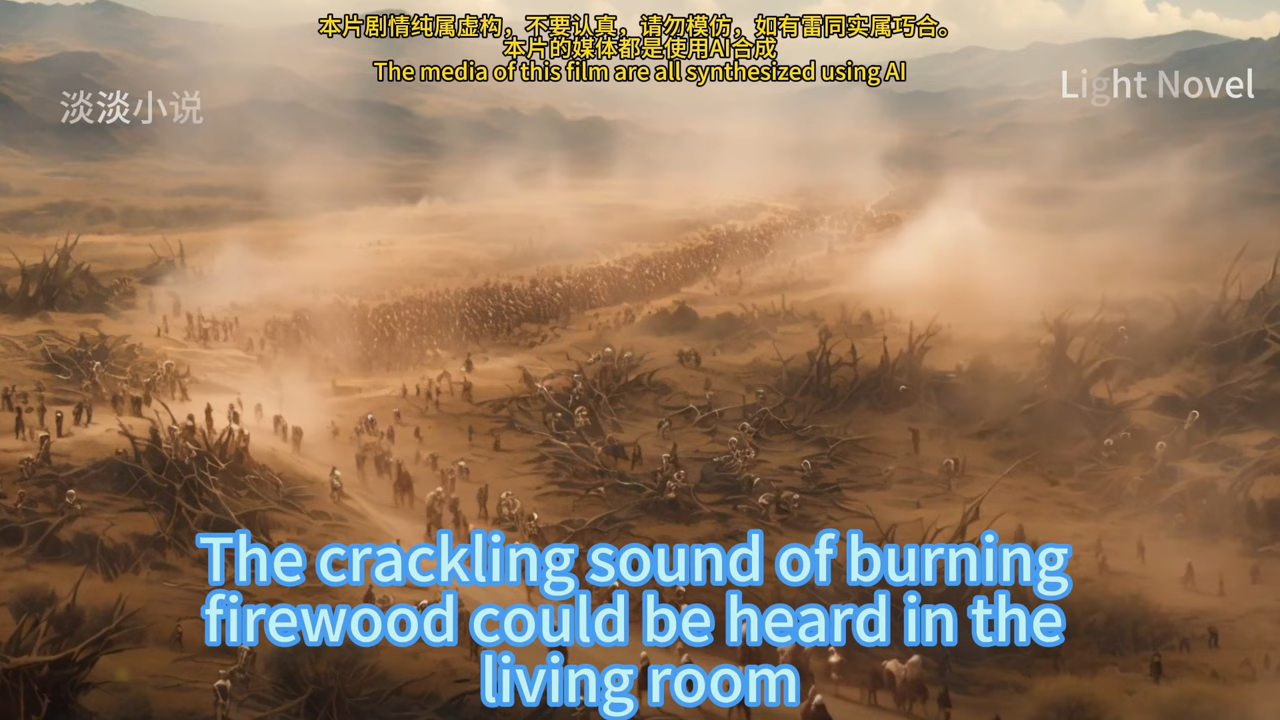 本片剧情纯属虚构，不要认真，请勿模仿，如有雷同实属巧合。
本片的媒体都是使用AI合成
The media of this film are all synthesized using AI
淡淡小说
Light Novel
The crackling sound of burning
firewood could be heard in the
living room